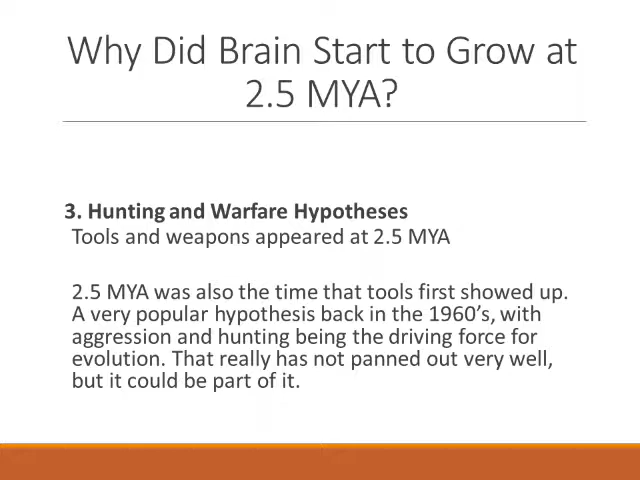 Why Did Brain Start to Grow at
2.5 MYA?
3. Hunting and Warfare Hypotheses
Tools and weapons appeared at 2.5 MYA
2.5 MYA was also the time that tools first showed up.
A very popular hypothesis back in the 1960’s, with
aggression and hunting being the driving force for
evolution. That really has not panned out very well,
but it could be part of it.